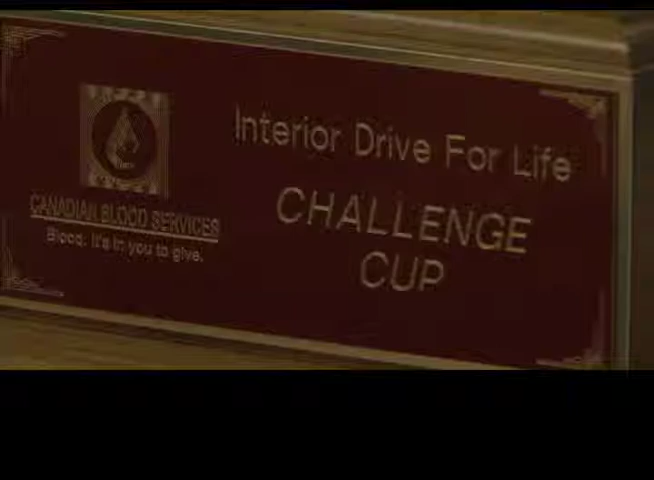 Interior Drive For Life
CHALLENGE
CUP
CANADIAN BLOOD SERVICES
Blood. It's in you to give.